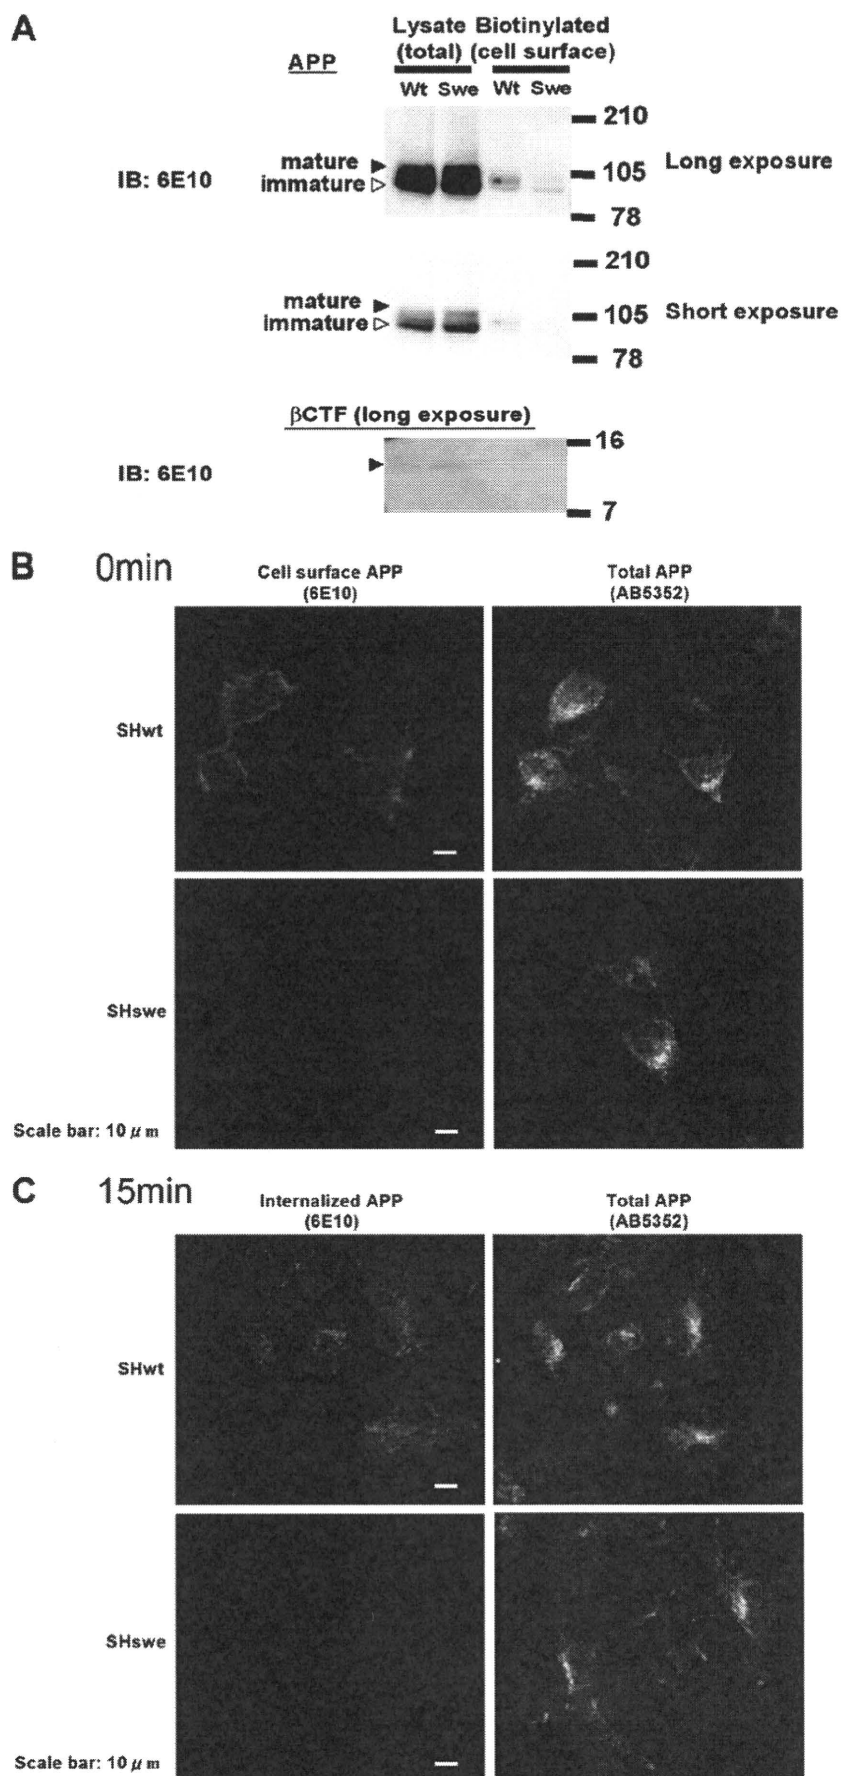 A
Lysate Biotinylated
(total) (cell surface)
APP
Wt Swe Wt Swe
210
mature
immature
IB: 6E10
105
Long exposure
78
210
mature
immature
105
Short exposure
78
βCTF (long exposure)
16
IB: 6E10
7
B 0min
Cell surface APP
(6E10)
Total APP
(AB5352)
SHwt
SHswe
Scale bar: 10 μm
C 15min
Internalized APP
(6E10)
Total APP
(AB5352)
SHwt
SHswe
Scale bar: 10 μm